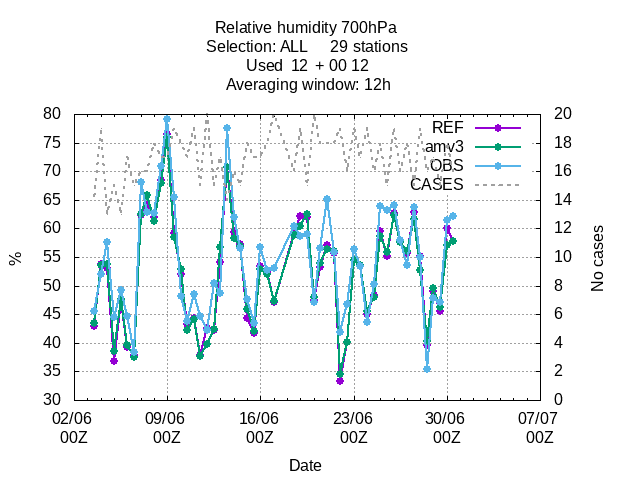 Relative humidity 700hPa
Selection: ALL 29 stations
Used 12 + 00 12
Averaging window: 12h
80 20
75 18
70 16
65 14
60 12
55 10
50 8
45 6
40 4
35 2
30 0
REF
amv3
OBS
CASES
%
No cases
02/06 09/06 16/06 23/06 30/06 07/07
00Z 00Z 00Z 00Z 00Z 00Z
Date